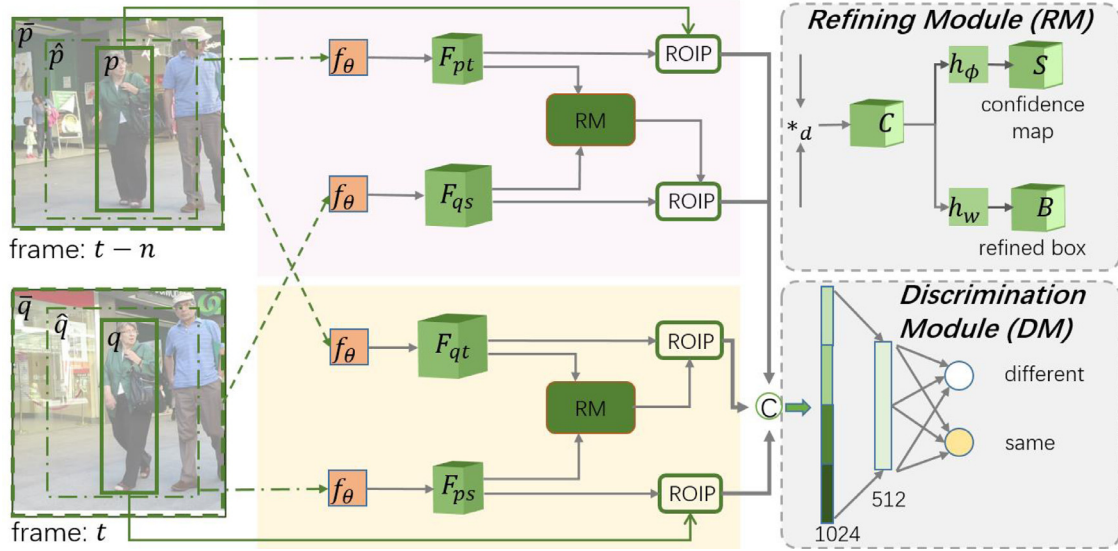 p̄
p̂
p
frame: t − n
q̄
q̂
q
frame: t
f_θ
F_pt
ROIP
RM
f_θ
F_qs
ROIP
f_θ
F_qt
ROIP
RM
f_θ
F_ps
ROIP
C
Refining Module (RM)
*_d
C
h_ϕ
S
confidence
map
h_w
B
refined box
Discrimination
Module (DM)
different
same
512
1024